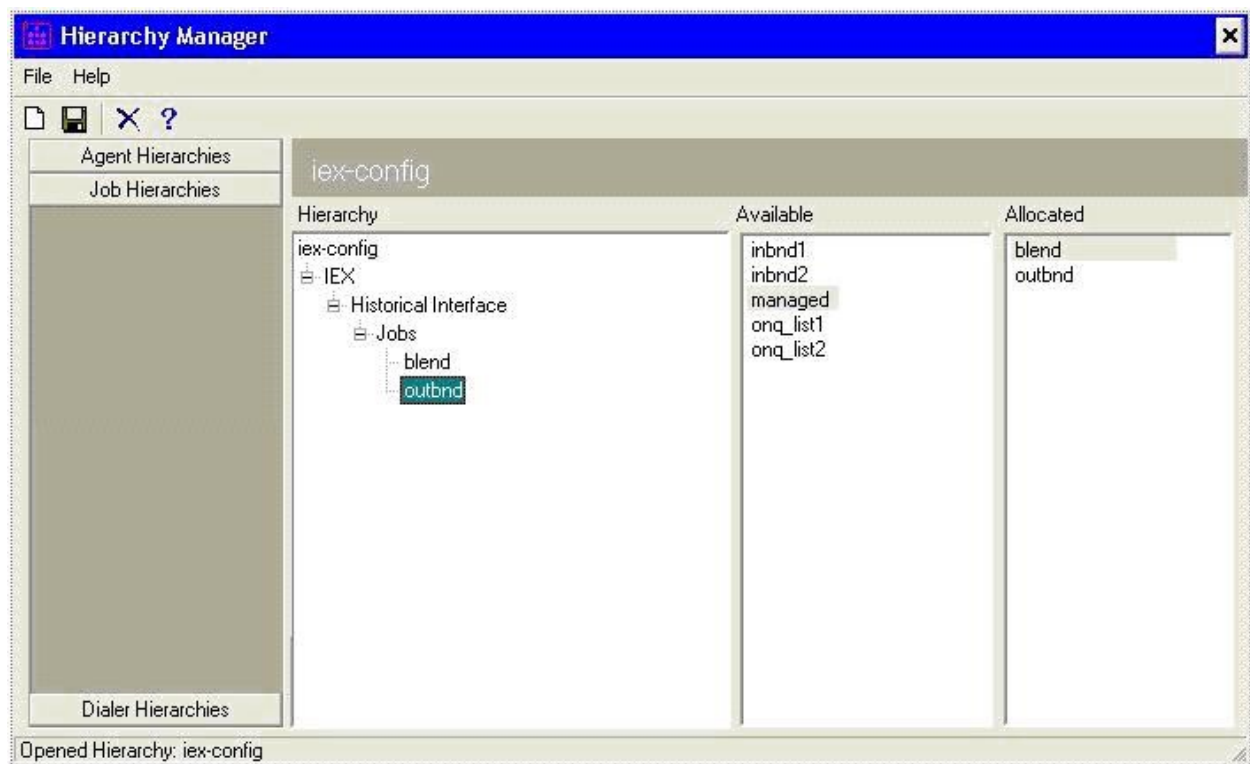 Hierarchy Manager
File Help
?
Agent Hierarchies
Job Hierarchies
iex-config
Hierarchy
Available
Allocated
iex-config
IEX
Historical Interface
Jobs
blend
outbnd
inbnd1
inbnd2
managed
onq_list1
onq_list2
blend
outbnd
Dialer Hierarchies
Opened Hierarchy: iex-config